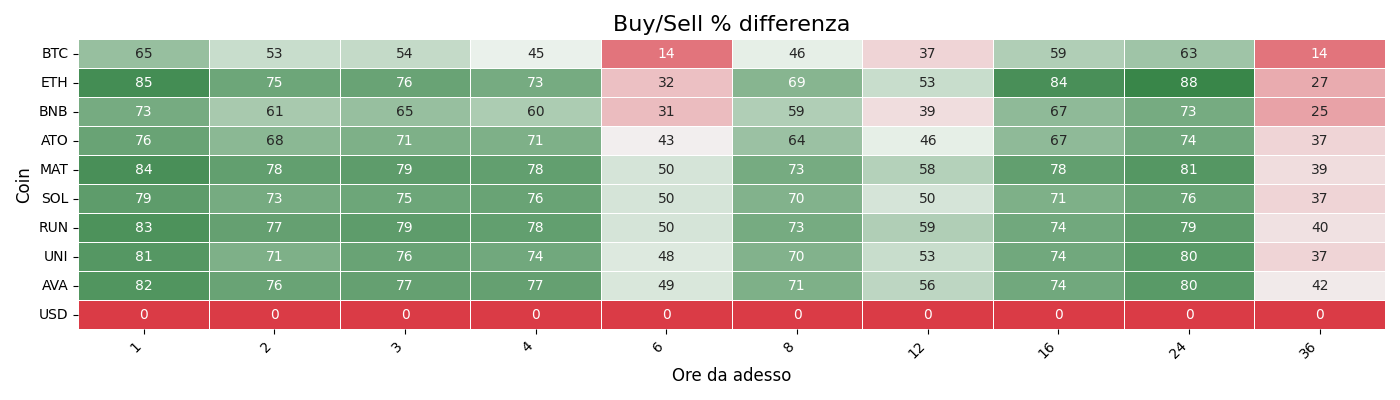 Buy/Sell % differenza
Coin
BTC 65 53 54 45 14 46 37 59 63 14
ETH 85 75 76 73 32 69 53 84 88 27
BNB 73 61 65 60 31 59 39 67 73 25
ATO 76 68 71 71 43 64 46 67 74 37
MAT 84 78 79 78 50 73 58 78 81 39
SOL 79 73 75 76 50 70 50 71 76 37
RUN 83 77 79 78 50 73 59 74 79 40
UNI 81 71 76 74 48 70 53 74 80 37
AVA 82 76 77 77 49 71 56 74 80 42
USD 0 0 0 0 0 0 0 0 0 0
1 2 3 4 6 8 12 16 24 36
Ore da adesso